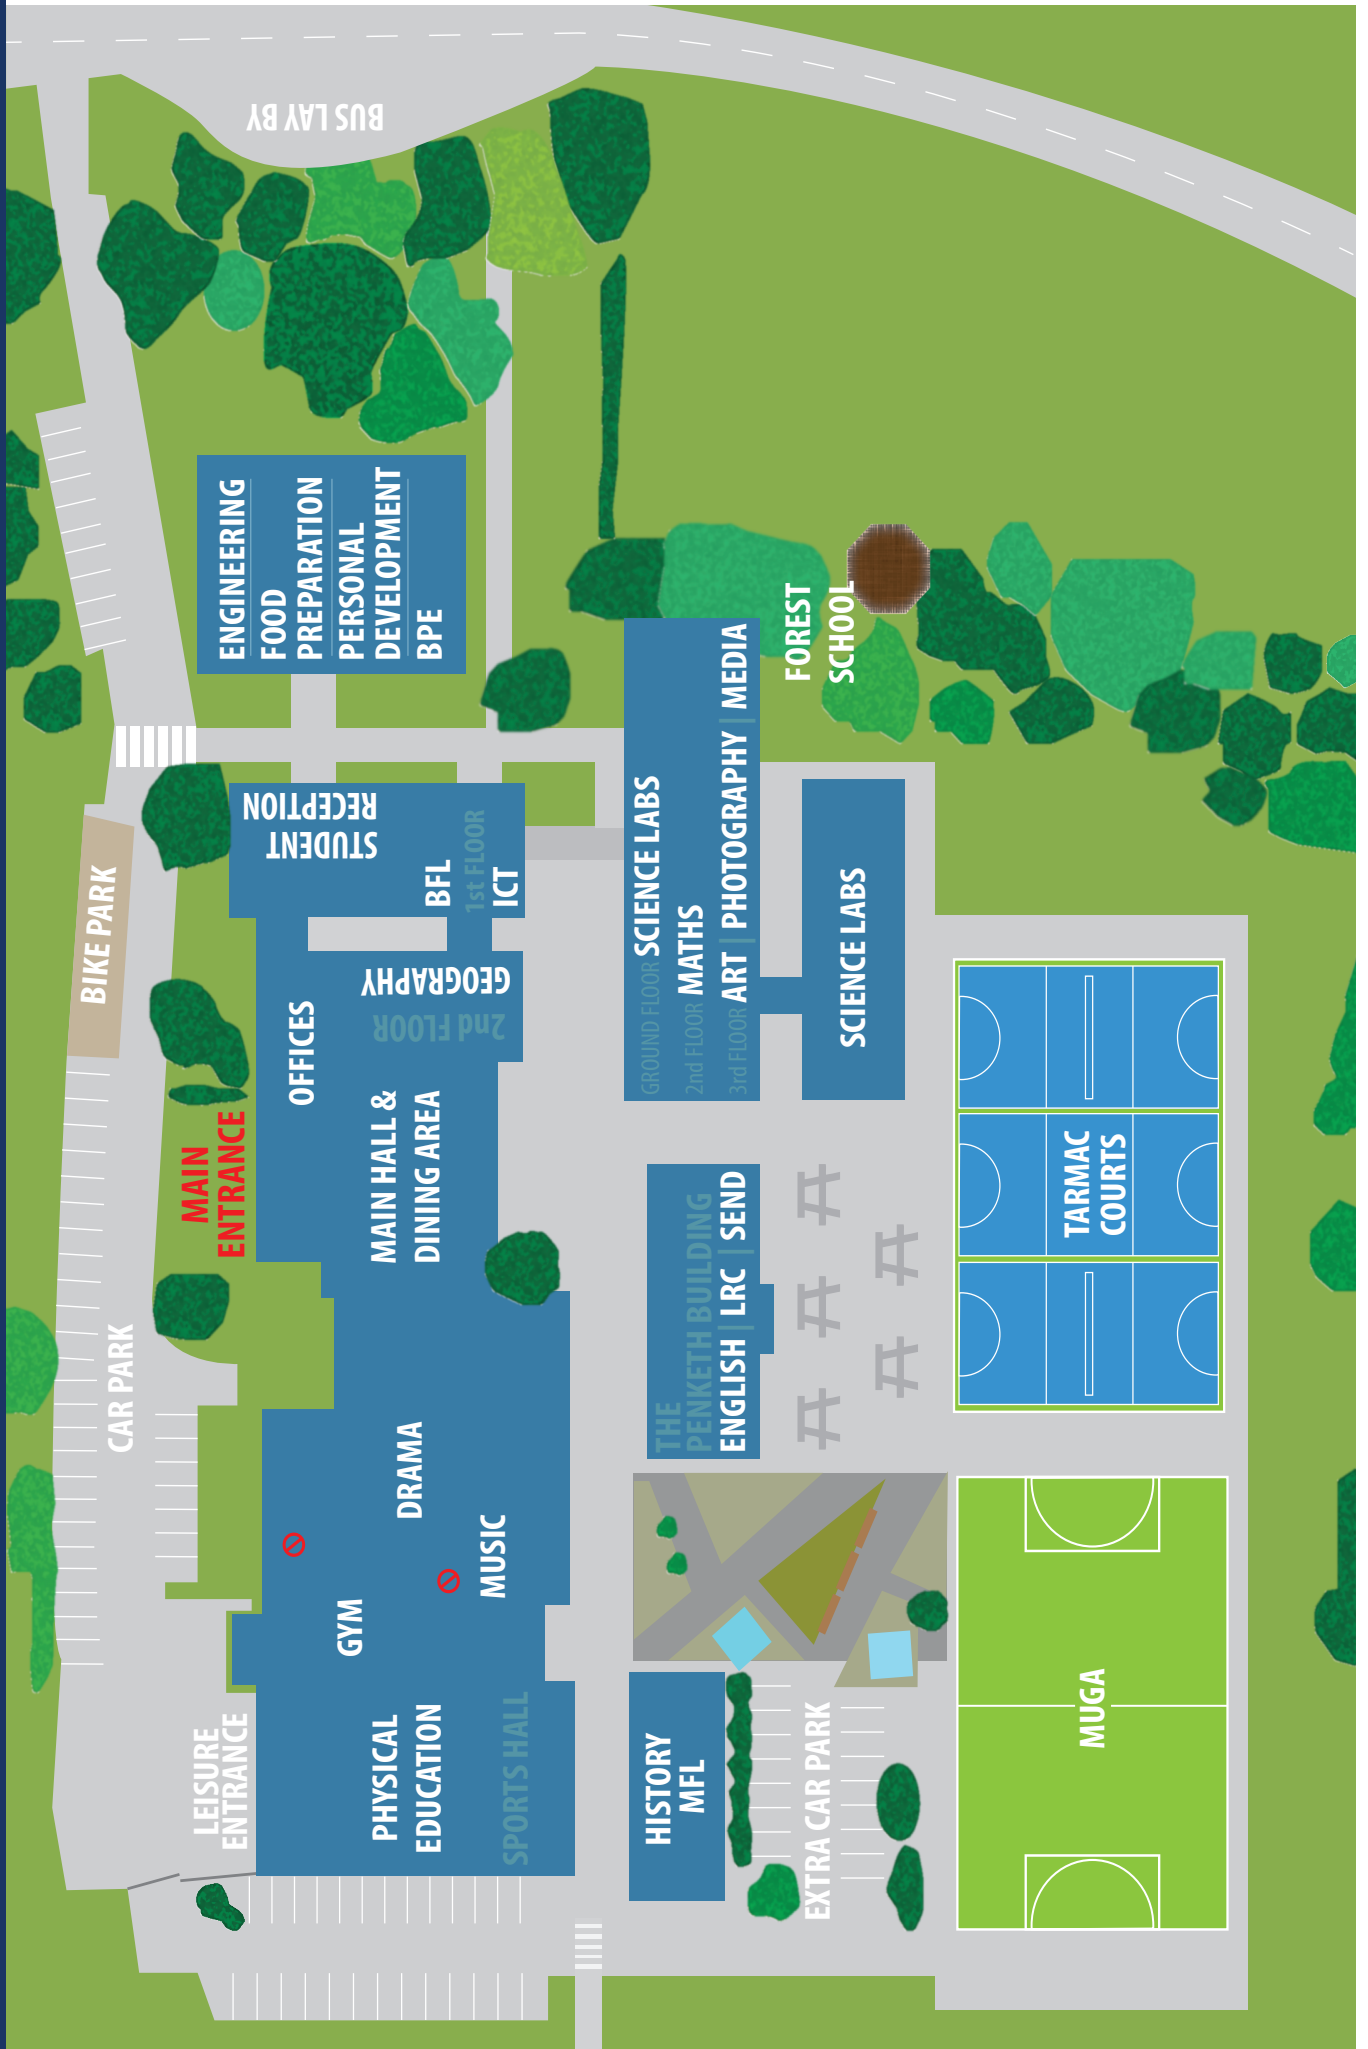 BUS LAY BY
ENGINEERING
FOOD
PREPARATION
PERSONAL
DEVELOPMENT
BPE
FOREST
SCHOOL
STUDENT
RECEPTION
BFL
1st FLOOR
ICT
BIKE PARK
OFFICES
GEOGRAPHY
2nd FLOOR
GROUND FLOOR SCIENCE LABS
2nd FLOOR MATHS
3rd FLOOR ART | PHOTOGRAPHY | MEDIA
SCIENCE LABS
MAIN
ENTRANCE
MAIN HALL &
DINING AREA
THE
PENKETH BUILDING
ENGLISH | LRC | SEND
TARMAC
COURTS
CAR PARK
DRAMA
MUSIC
GYM
LEISURE
ENTRANCE
PHYSICAL
EDUCATION
SPORTS HALL
HISTORY
MFL
EXTRA CAR PARK
MUGA